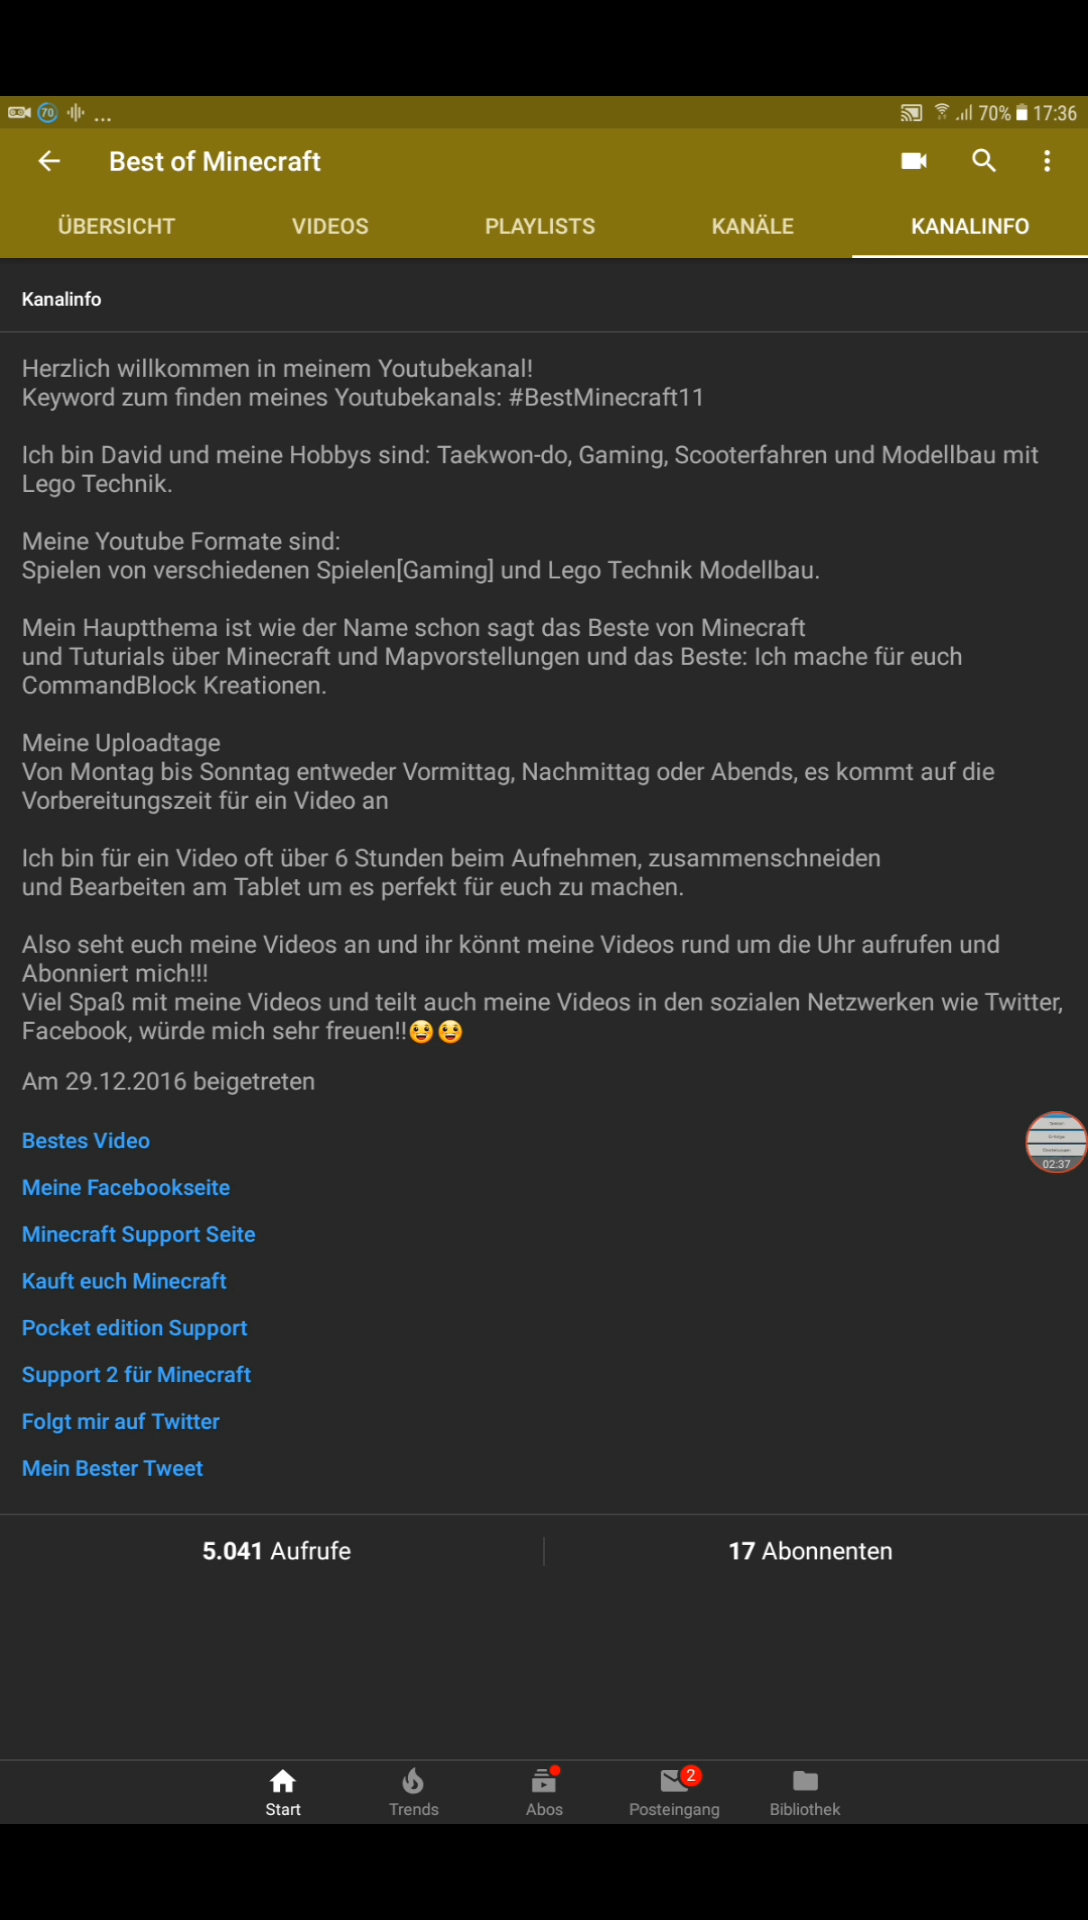 70 ... 70% 17:36
Best of Minecraft
ÜBERSICHT VIDEOS PLAYLISTS KANÄLE KANALINFO
Kanalinfo
Herzlich willkommen in meinem Youtubekanal!
Keyword zum finden meines Youtubekanals: #BestMinecraft11
Ich bin David und meine Hobbys sind: Taekwon-do, Gaming, Scooterfahren und Modellbau mit
Lego Technik.
Meine Youtube Formate sind:
Spielen von verschiedenen Spielen[Gaming] und Lego Technik Modellbau.
Mein Hauptthema ist wie der Name schon sagt das Beste von Minecraft
und Tuturials über Minecraft und Mapvorstellungen und das Beste: Ich mache für euch
CommandBlock Kreationen.
Meine Uploadtage
Von Montag bis Sonntag entweder Vormittag, Nachmittag oder Abends, es kommt auf die
Vorbereitungszeit für ein Video an
Ich bin für ein Video oft über 6 Stunden beim Aufnehmen, zusammenschneiden
und Bearbeiten am Tablet um es perfekt für euch zu machen.
Also seht euch meine Videos an und ihr könnt meine Videos rund um die Uhr aufrufen und
Abonniert mich!!!
Viel Spaß mit meine Videos und teilt auch meine Videos in den sozialen Netzwerken wie Twitter,
Facebook, würde mich sehr freuen!!😀😀
Am 29.12.2016 beigetreten
Bestes Video
02:37
Meine Facebookseite
Minecraft Support Seite
Kauft euch Minecraft
Pocket edition Support
Support 2 für Minecraft
Folgt mir auf Twitter
Mein Bester Tweet
5.041 Aufrufe 17 Abonnenten
2
Start Trends Abos Posteingang Bibliothek